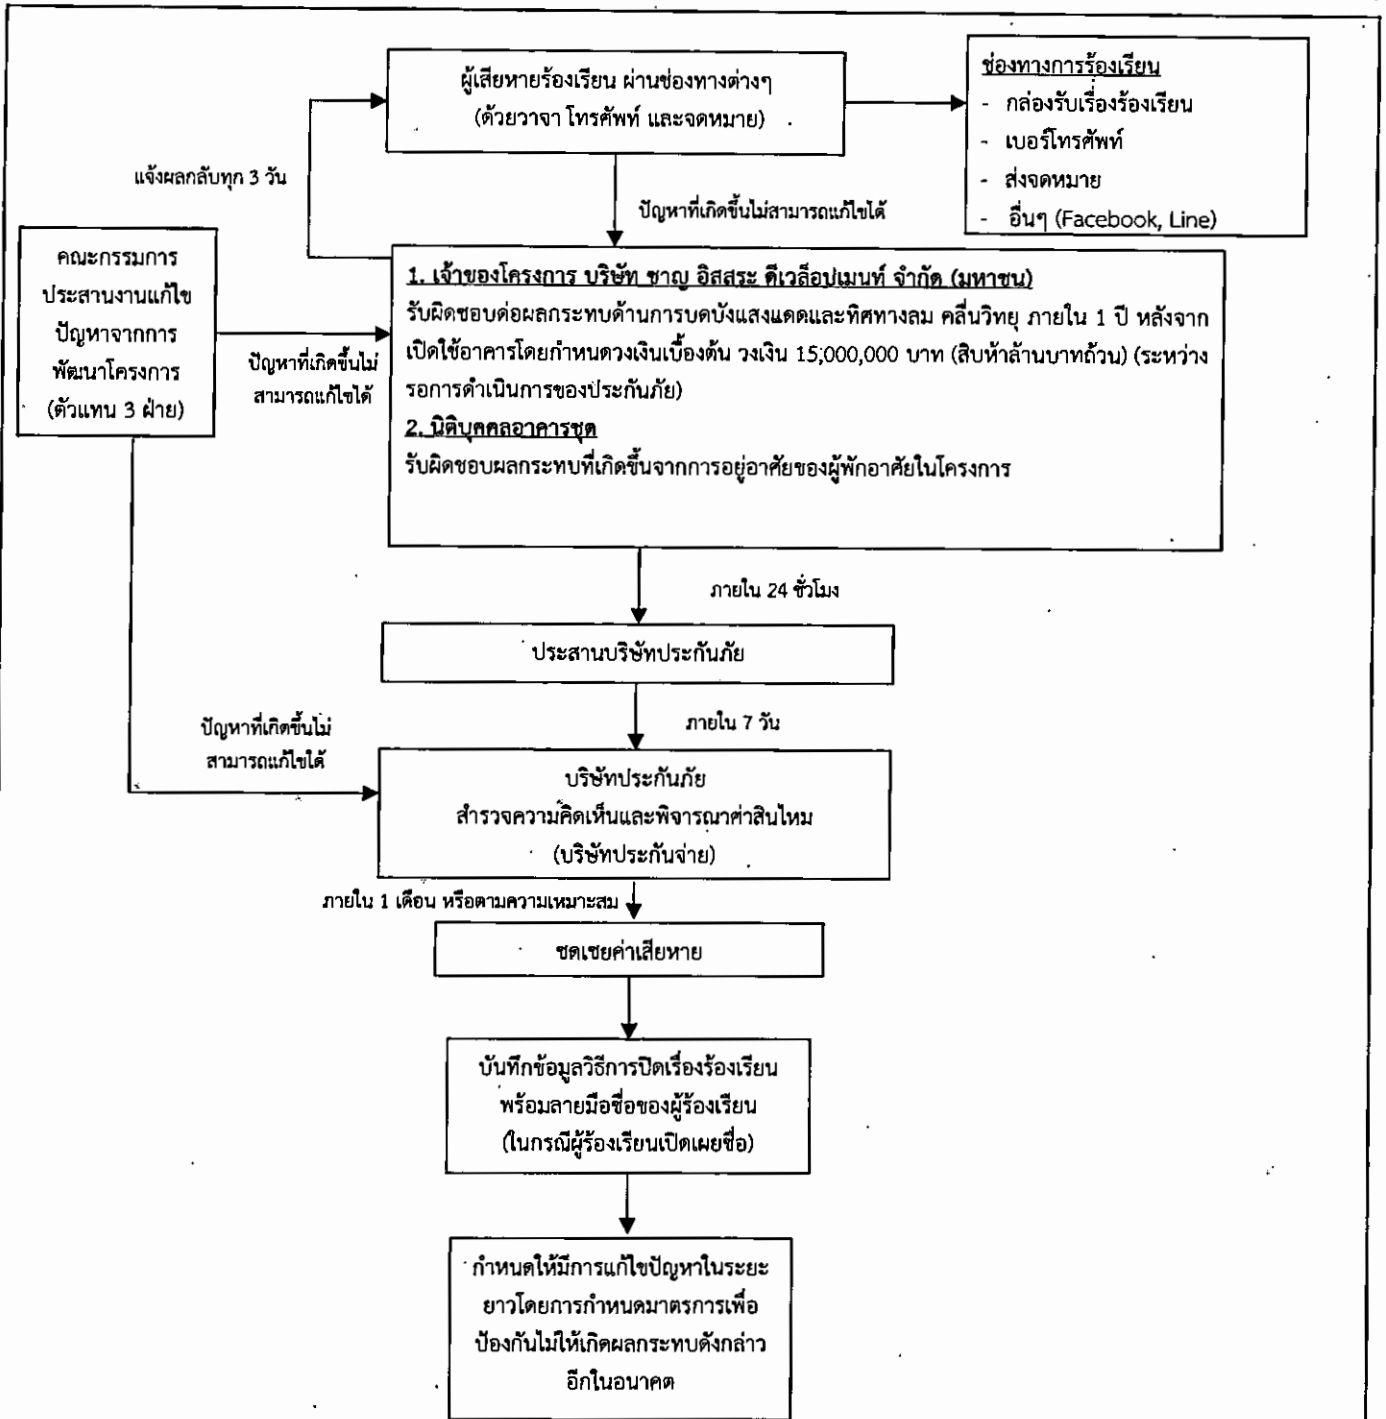 ผู้เสียหายร้องเรียน ผ่านช่องทางต่างๆ
(ด้วยวาจา โทรศัพท์ และจดหมาย)
ช่องทางการร้องเรียน
- กล่องรับเรื่องร้องเรียน
- เบอร์โทรศัพท์
- ส่งจดหมาย
- อื่นๆ (Facebook, Line)
แจ้งผลกลับทุก 3 วัน
ปัญหาที่เกิดขึ้นไม่สามารถแก้ไขได้
คณะกรรมการ
ประสานงานแก้ไข
ปัญหาจากการ
พัฒนาโครงการ
(ตัวแทน 3 ฝ่าย)
ปัญหาที่เกิดขึ้นไม่
สามารถแก้ไขได้
1. เจ้าของโครงการ บริษัท ชาญ อิสสระ ดีเวล็อปเมนท์ จำกัด (มหาชน)
รับผิดชอบต่อผลกระทบด้านการบดบังแสงแดดและทิศทางลม คลื่นวิทยุ ภายใน 1 ปี หลังจาก
เปิดใช้อาคารโดยกำหนดวงเงินเบื้องต้น วงเงิน 15,000,000 บาท (สิบห้าล้านบาทถ้วน) (ระหว่าง
รอการดำเนินการของประกันภัย)
2. นิติบุคคลอาคารชุด
รับผิดชอบผลกระทบที่เกิดขึ้นจากการอยู่อาศัยของผู้พักอาศัยในโครงการ
ภายใน 24 ชั่วโมง
ประสานบริษัทประกันภัย
ภายใน 7 วัน
ปัญหาที่เกิดขึ้นไม่
สามารถแก้ไขได้
บริษัทประกันภัย
สำรวจความคิดเห็นและพิจารณาค่าสินไหม
(บริษัทประกันจ่าย)
ภายใน 1 เดือน หรือตามความเหมาะสม
ชดเชยค่าเสียหาย
บันทึกข้อมูลวิธีการปิดเรื่องร้องเรียน
พร้อมลายมือชื่อของผู้ร้องเรียน
(ในกรณีผู้ร้องเรียนเปิดเผยชื่อ)
กำหนดให้มีการแก้ไขปัญหาในระยะ
ยาวโดยการกำหนดมาตรการเพื่อ
ป้องกันไม่ให้เกิดผลกระทบดังกล่าว
อีกในอนาคต